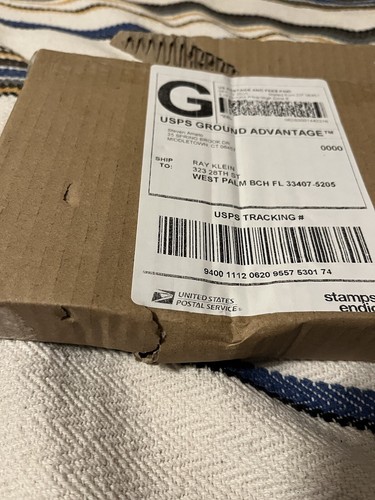 G
USPS GROUND ADVANTAGE™
0000
SHIP
TO:
RAY KLEIN
323 28TH ST
WEST PALM BCH FL 33407-5205
USPS TRACKING #
9400 1112 0620 9557 5301 74
UNITED STATES
POSTAL SERVICE®
stamps
endic